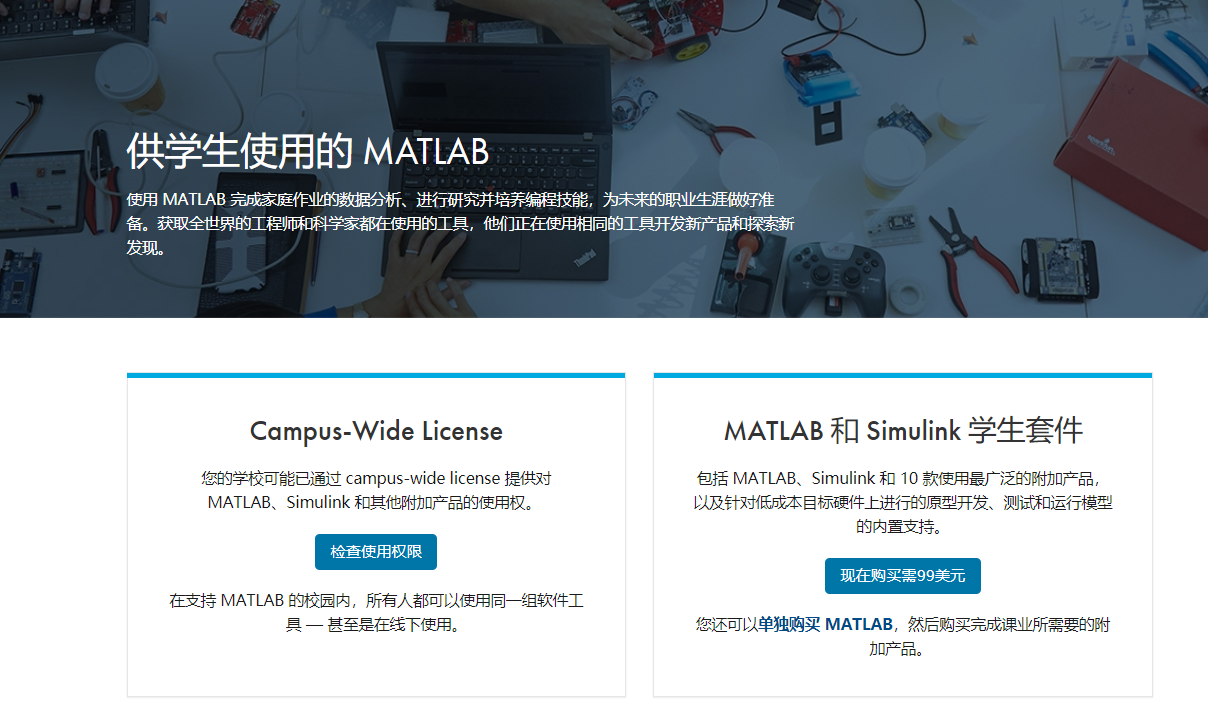 供学生使用的 MATLAB
使用 MATLAB 完成家庭作业的数据分析、进行研究并培养编程技能，为未来的职业生涯做好准
备。获取全世界的工程师和科学家都在使用的工具，他们正在使用相同的工具开发新产品和探索新
发现。
ThinkPad
Campus-Wide License
您的学校可能已通过 campus-wide license 提供对
MATLAB、Simulink 和其他附加产品的使用权。
检查使用权限
在支持 MATLAB 的校园内，所有人都可以使用同一组软件工
具 — 甚至是在线下使用。
MATLAB 和 Simulink 学生套件
包括 MATLAB、Simulink 和 10 款使用最广泛的附加产品，
以及针对低成本目标硬件上进行的原型开发、测试和运行模型
的内置支持。
现在购买需99美元
您还可以单独购买 MATLAB，然后购买完成课业所需要的附
加产品。